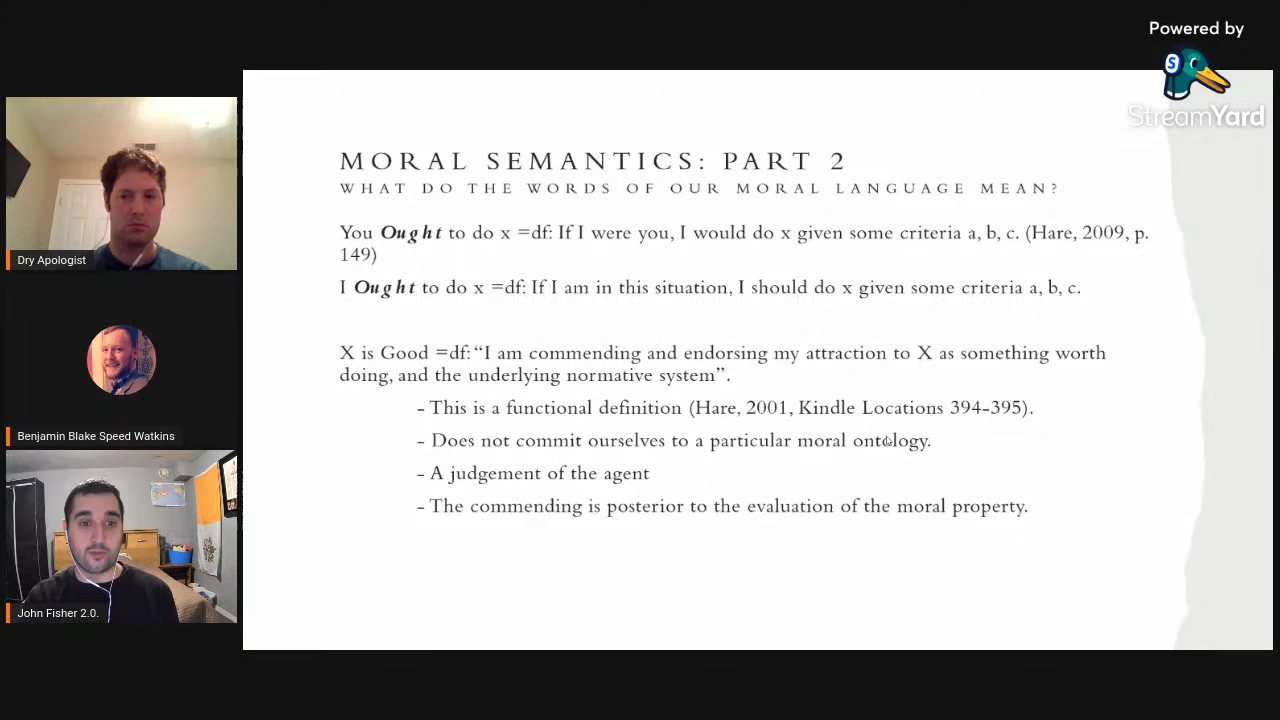 Powered by
StreamYard
MORAL SEMANTICS: PART 2
WHAT DO THE WORDS OF OUR MORAL LANGUAGE MEAN?
You Ought to do x =df: If I were you, I would do x given some criteria a, b, c. (Hare, 2009, p.
149)
I Ought to do x =df: If I am in this situation, I should do x given some criteria a, b, c.
X is Good =df: “I am commending and endorsing my attraction to X as something worth
doing, and the underlying normative system”.
- This is a functional definition (Hare, 2001, Kindle Locations 394-395).
- Does not commit ourselves to a particular moral ontology.
- A judgement of the agent
- The commending is posterior to the evaluation of the moral property.
Dry Apologist
Benjamin Blake Speed Watkins
John Fisher 2.0.